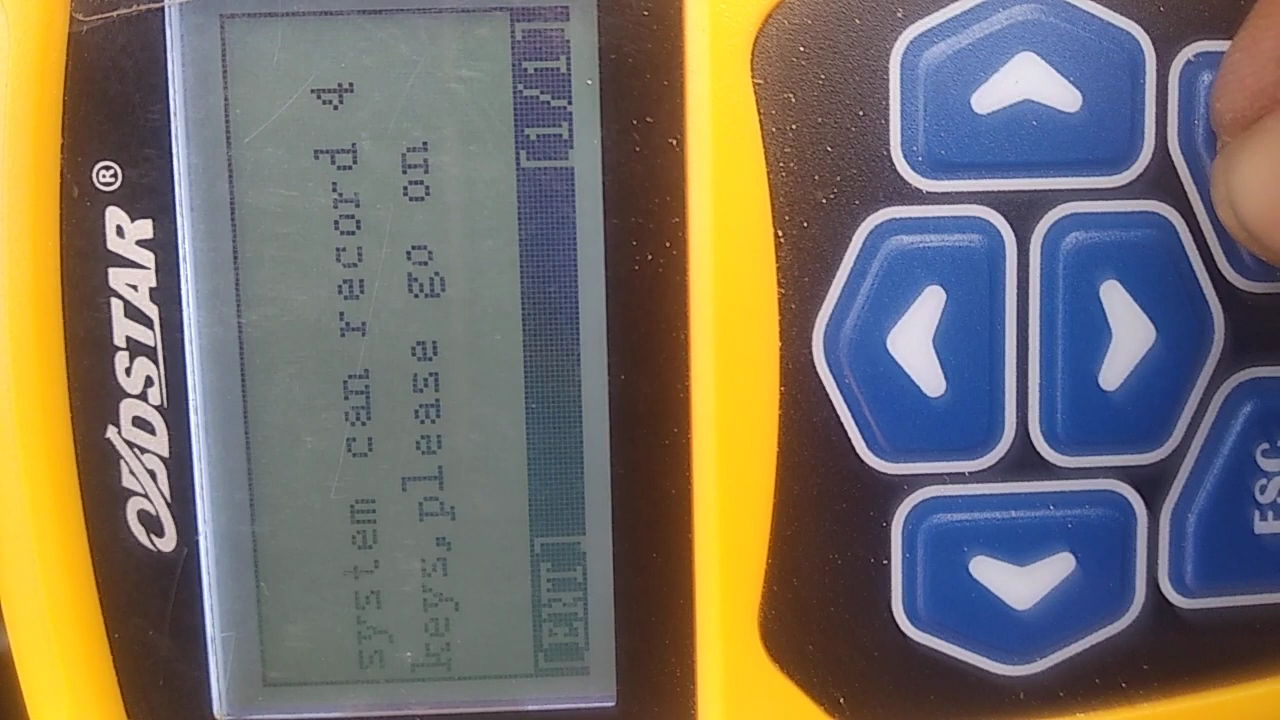 OBDSTAR®
system can record 4
keys,please go on
EXIT
1/1
ESC